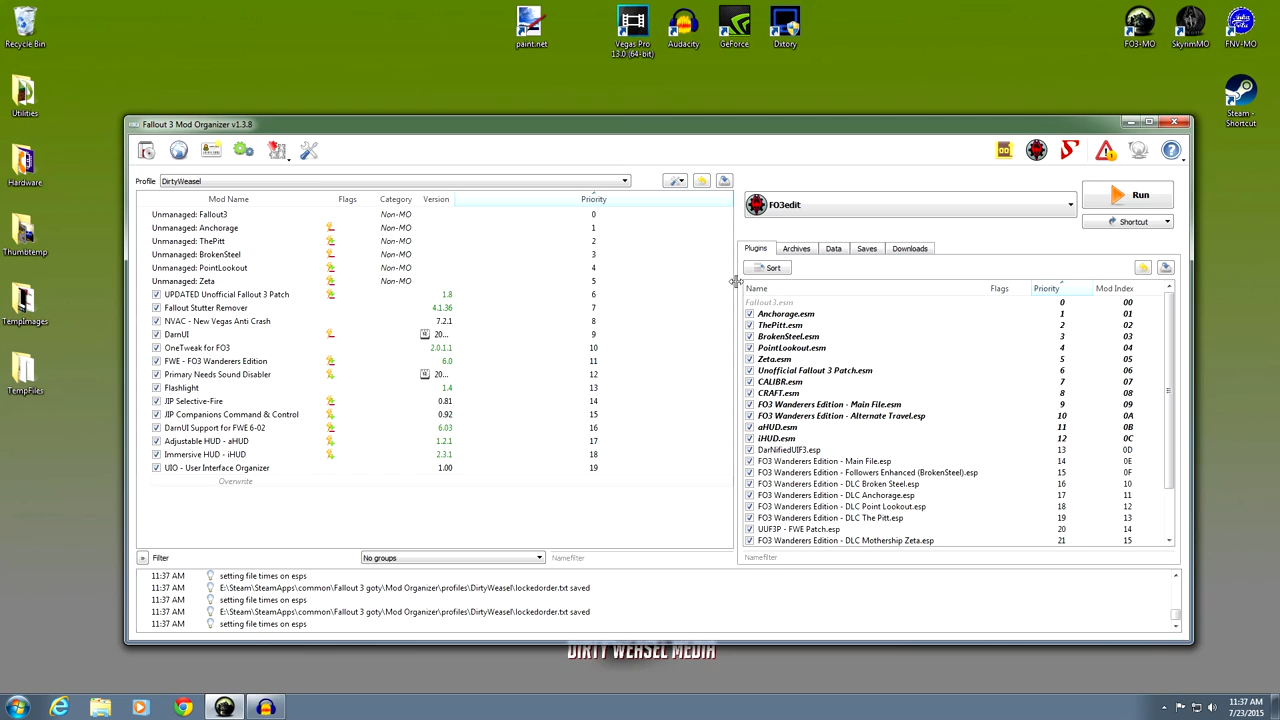 Recycle Bin
Utilities
Hardware
Thumbtemp
TempImages
TempFiles
paint.net
Vegas Pro
13.0 (64-bit)
Audacity
GeForce
Dxtory
FO3-MO
SkyrimMO
FNV-MO
Steam -
Shortcut
Fallout 3 Mod Organizer v1.3.8
Profile DirtyWeasel
Mod Name Flags Category Version Priority
Unmanaged: Fallout3 Non-MO 0
Unmanaged: Anchorage Non-MO 1
Unmanaged: ThePitt Non-MO 2
Unmanaged: BrokenSteel Non-MO 3
Unmanaged: PointLookout Non-MO 4
Unmanaged: Zeta Non-MO 5
UPDATED Unofficial Fallout 3 Patch 1.8 6
Fallout Stutter Remover 4.1.36 7
NVAC - New Vegas Anti Crash 7.2.1 8
DarnUI 20... 9
OneTweak for FO3 2.0.1.1 10
FWE - FO3 Wanderers Edition 6.0 11
Primary Needs Sound Disabler 20... 12
Flashlight 1.4 13
JIP Selective-Fire 0.81 14
JIP Companions Command & Control 0.92 15
DarnUI Support for FWE 6-02 6.03 16
Adjustable HUD - aHUD 1.2.1 17
Immersive HUD - iHUD 2.3.1 18
UIO - User Interface Organizer 1.00 19
Overwrite
» Filter No groups Namefilter
FO3edit
Run
Shortcut
Plugins Archives Data Saves Downloads
Sort
Name Flags Priority Mod Index
Fallout3.esm 0 00
Anchorage.esm 1 01
ThePitt.esm 2 02
BrokenSteel.esm 3 03
PointLookout.esm 4 04
Zeta.esm 5 05
Unofficial Fallout 3 Patch.esm 6 06
CALIBR.esm 7 07
CRAFT.esm 8 08
FO3 Wanderers Edition - Main File.esm 9 09
FO3 Wanderers Edition - Alternate Travel.esp 10 0A
aHUD.esm 11 0B
iHUD.esm 12 0C
DarNifiedUIF3.esp 13 0D
FO3 Wanderers Edition - Main File.esp 14 0E
FO3 Wanderers Edition - Followers Enhanced (BrokenSteel).esp 15 0F
FO3 Wanderers Edition - DLC Broken Steel.esp 16 10
FO3 Wanderers Edition - DLC Anchorage.esp 17 11
FO3 Wanderers Edition - DLC Point Lookout.esp 18 12
FO3 Wanderers Edition - DLC The Pitt.esp 19 13
UUF3P - FWE Patch.esp 20 14
FO3 Wanderers Edition - DLC Mothership Zeta.esp 21 15
Namefilter
11:37 AM setting file times on esps
11:37 AM E:\Steam\SteamApps\common\Fallout 3 goty\Mod Organizer\profiles\DirtyWeasel\lockedorder.txt saved
11:37 AM setting file times on esps
11:37 AM E:\Steam\SteamApps\common\Fallout 3 goty\Mod Organizer\profiles\DirtyWeasel\lockedorder.txt saved
11:37 AM setting file times on esps
DIRTY WEASEL MEDIA
11:37 AM
7/23/2015